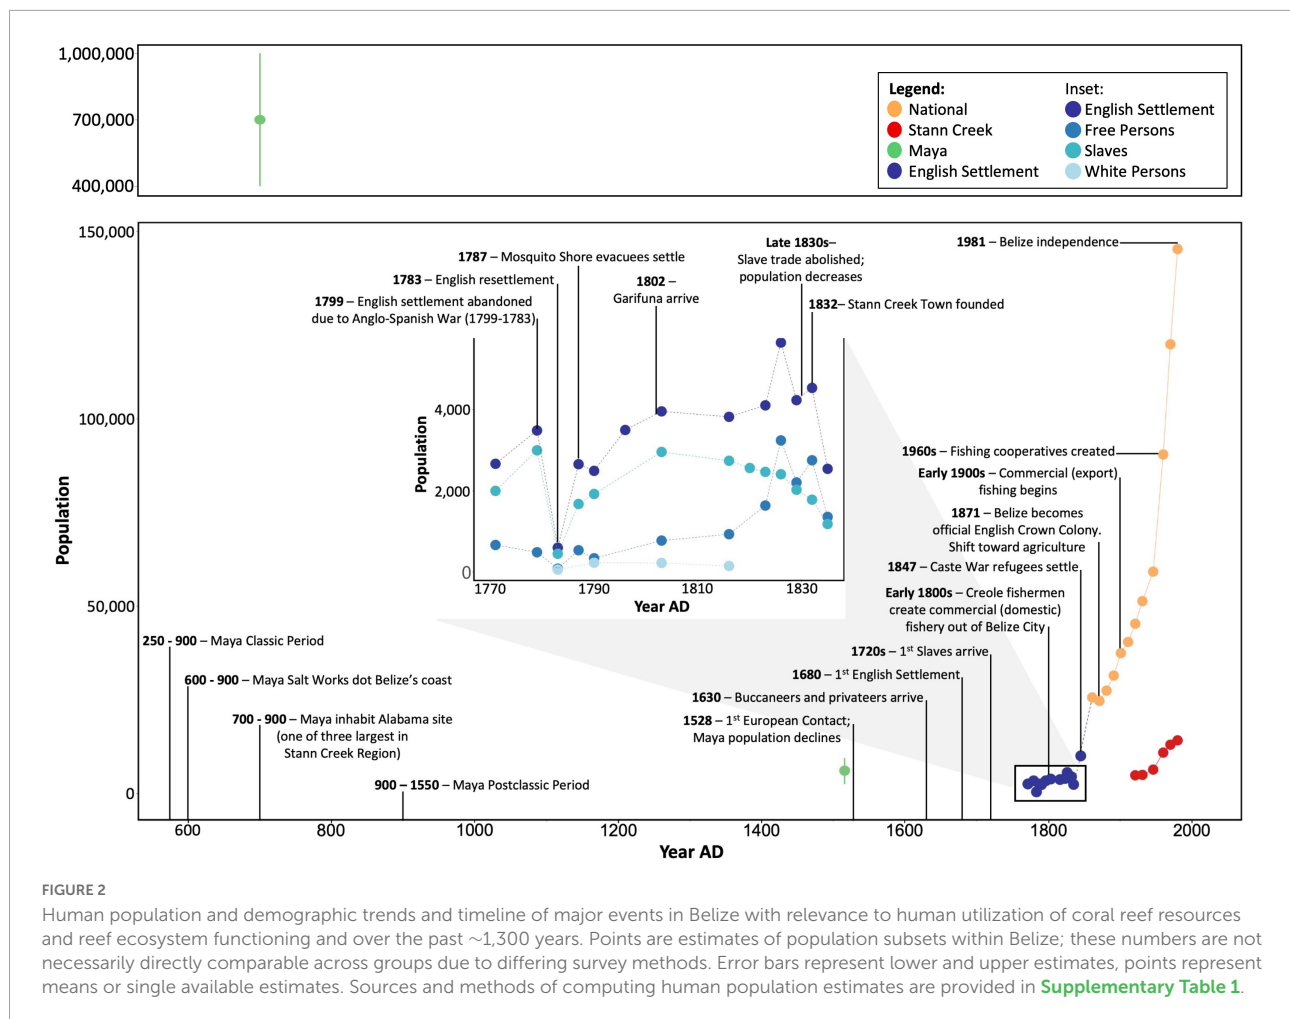 1,000,000
700,000
400,000
Legend:
National
Stann Creek
Maya
English Settlement
Inset:
English Settlement
Free Persons
Slaves
White Persons
150,000
100,000
50,000
0
Population
1787 – Mosquito Shore evacuees settle
1783 – English resettlement
1799 – English settlement abandoned
due to Anglo-Spanish War (1799-1783)
1802 –
Garifuna arrive
Late 1830s–
Slave trade abolished;
population decreases
1832– Stann Creek Town founded
1981 – Belize independence
4,000
2,000
0
Population
1770
1790
1810
1830
Year AD
1960s – Fishing cooperatives created
Early 1900s – Commercial (export)
fishing begins
1871 – Belize becomes
official English Crown Colony.
Shift toward agriculture
1847 – Caste War refugees settle
Early 1800s – Creole fishermen
create commercial (domestic)
fishery out of Belize City
1720s – 1st Slaves arrive
1680 – 1st English Settlement
1630 – Buccaneers and privateers arrive
1528 – 1st European Contact;
Maya population declines
250 - 900 – Maya Classic Period
600 - 900 – Maya Salt Works dot Belize's coast
700 - 900 – Maya inhabit Alabama site
(one of three largest in
Stann Creek Region)
900 – 1550 – Maya Postclassic Period
600
800
1000
1200
1400
1600
1800
2000
Year AD
FIGURE 2
Human population and demographic trends and timeline of major events in Belize with relevance to human utilization of coral reef resources
and reef ecosystem functioning and over the past ~1,300 years. Points are estimates of population subsets within Belize; these numbers are not
necessarily directly comparable across groups due to differing survey methods. Error bars represent lower and upper estimates, points represent
means or single available estimates. Sources and methods of computing human population estimates are provided in Supplementary Table 1.